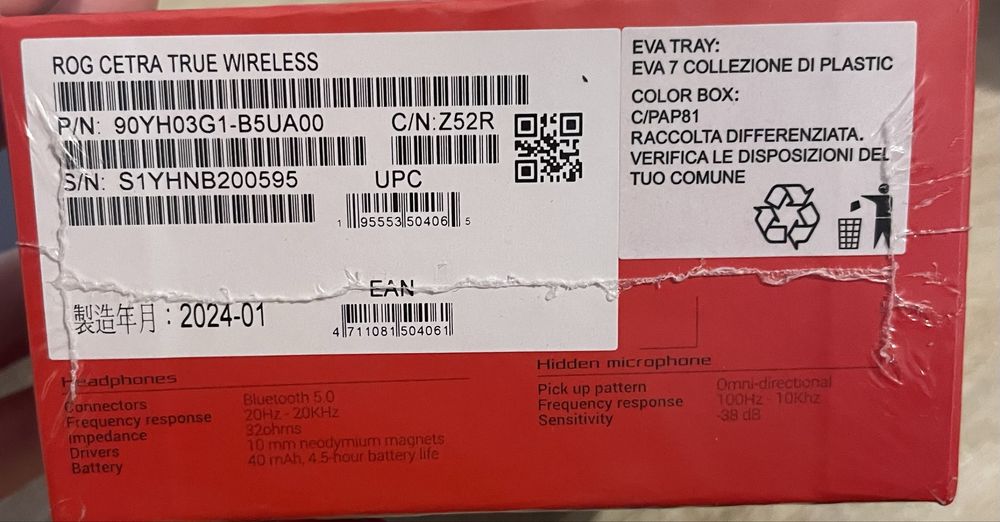 ROG CETRA TRUE WIRELESS
P/N: 90YH03G1-B5UA00 C/N:Z52R
S/N: S1YHNB200595 UPC
1 95553 50406 5
EAN
製造年月：2024-01
4 711081 504061
EVA TRAY:
EVA 7 COLLEZIONE DI PLASTIC
COLOR BOX:
C/PAP81
RACCOLTA DIFFERENZIATA.
VERIFICA LE DISPOSIZIONI DEL
TUO COMUNE
Headphones
Connectors Bluetooth 5.0
Frequency response 20Hz - 20KHz
Impedance 32ohms
Drivers 10 mm neodymium magnets
Battery 40 mAh, 4.5-hour battery life
Hidden microphone
Pick up pattern Omni-directional
Frequency response 100Hz - 10Khz
Sensitivity -38 dB